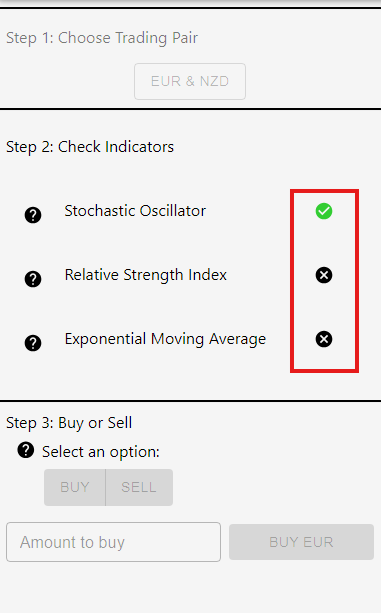 Step 1: Choose Trading Pair
EUR & NZD
Step 2: Check Indicators
Stochastic Oscillator
Relative Strength Index
Exponential Moving Average
Step 3: Buy or Sell
Select an option:
BUY SELL
Amount to buy BUY EUR